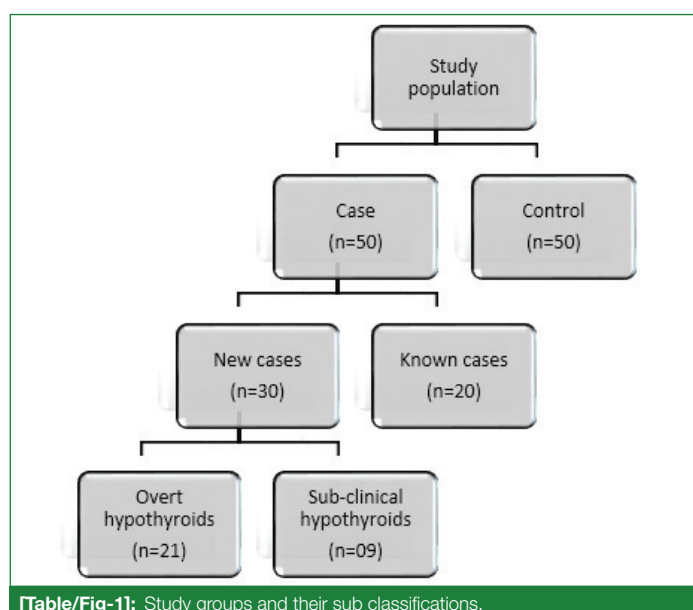 Study
population
Case
(n=50)
Control
(n=50)
New cases
(n=30)
Known cases
(n=20)
Overt
hypothyroids
(n=21)
Sub-clinical
hypothyroids
(n=09)
[Table/Fig-1]: Study groups and their sub classifications.